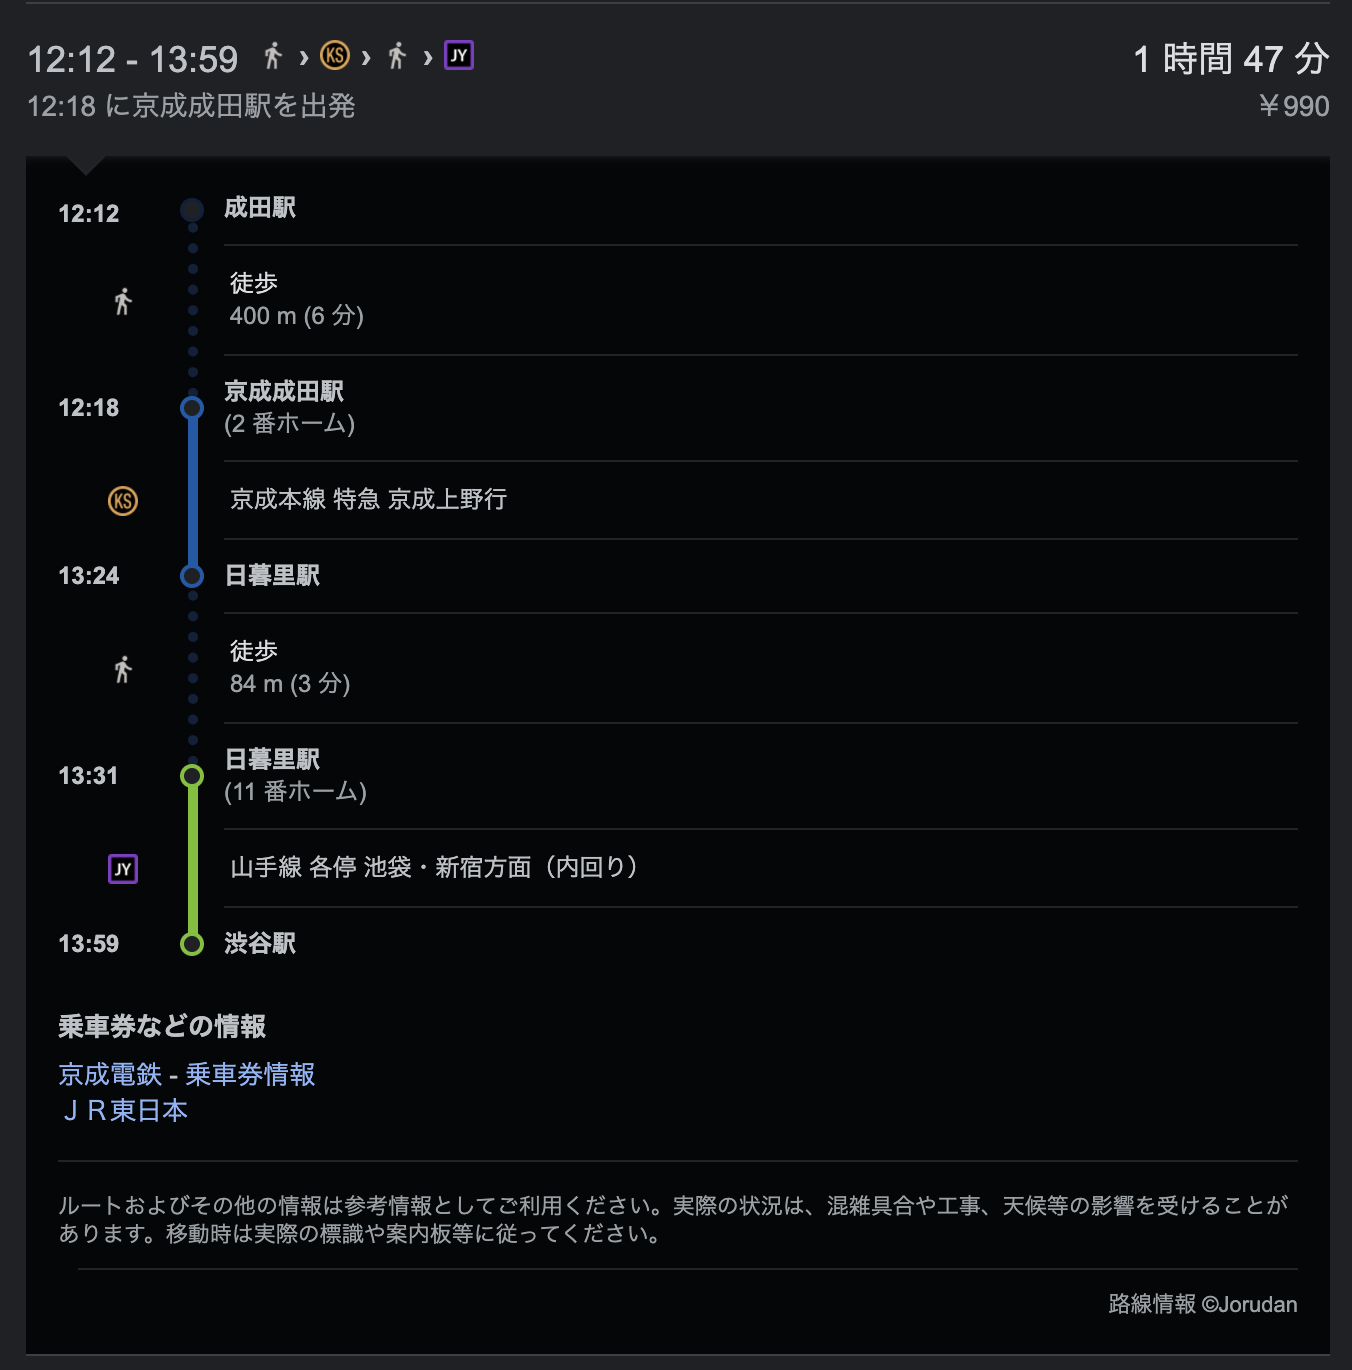 12:12 - 13:59 › KS › › JY
1 時間 47 分
12:18 に京成成田駅を出発
￥990
12:12
成田駅
徒歩
400 m (6 分)
12:18
京成成田駅
(2 番ホーム)
KS
京成本線 特急 京成上野行
13:24
日暮里駅
徒歩
84 m (3 分)
13:31
日暮里駅
(11 番ホーム)
JY
山手線 各停 池袋・新宿方面（内回り）
13:59
渋谷駅
乗車券などの情報
京成電鉄 - 乗車券情報
ＪＲ東日本
ルートおよびその他の情報は参考情報としてご利用ください。実際の状況は、混雑具合や工事、天候等の影響を受けることが
あります。移動時は実際の標識や案内板等に従ってください。
路線情報 ©Jorudan